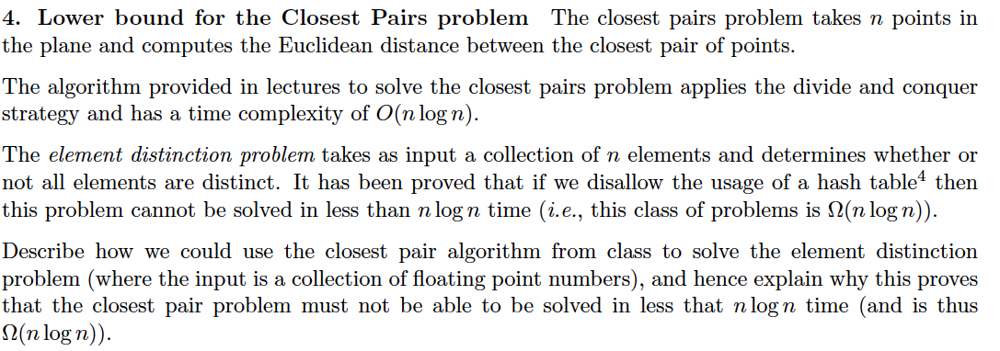 4. Lower bound for the Closest Pairs problem The closest pairs problem takes n points in
the plane and computes the Euclidean distance between the closest pair of points.
The algorithm provided in lectures to solve the closest pairs problem applies the divide and conquer
strategy and has a time complexity of O(n log n).
The element distinction problem takes as input a collection of n elements and determines whether or
not all elements are distinct. It has been proved that if we disallow the usage of a hash table⁴ then
this problem cannot be solved in less than n log n time (i.e., this class of problems is Ω(n log n)).
Describe how we could use the closest pair algorithm from class to solve the element distinction
problem (where the input is a collection of floating point numbers), and hence explain why this proves
that the closest pair problem must not be able to be solved in less that n log n time (and is thus
Ω(n log n)).